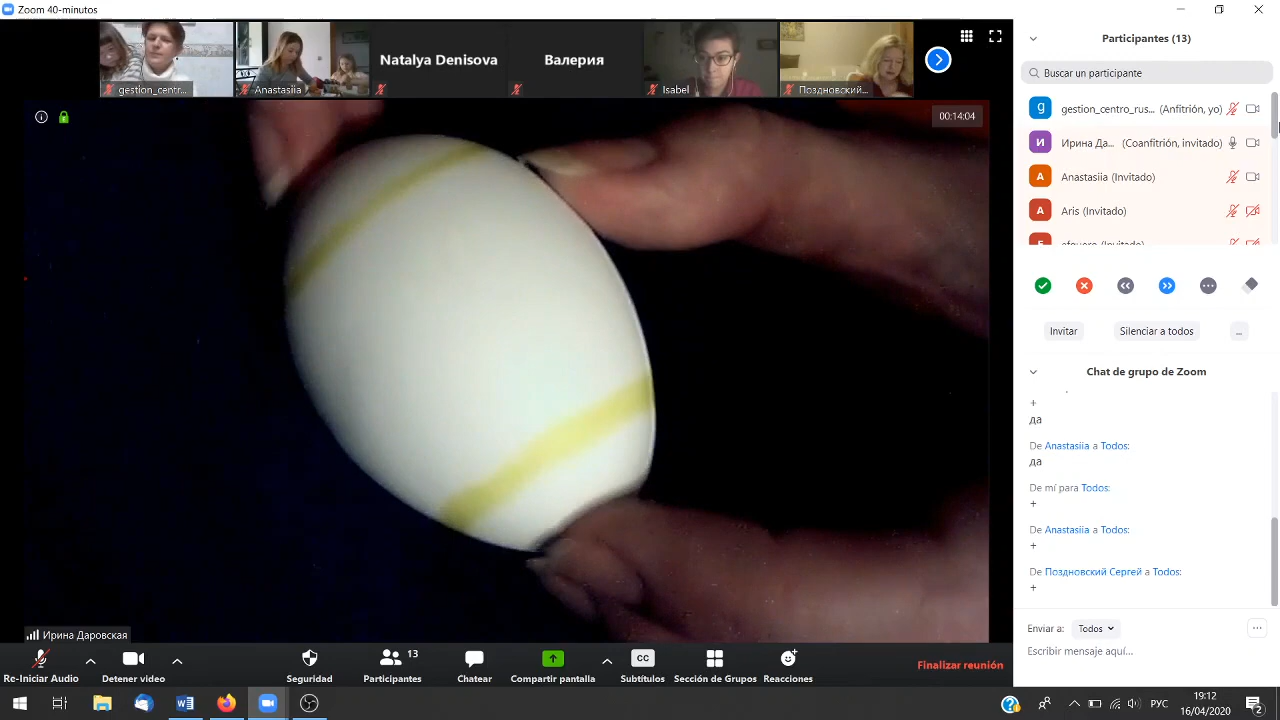 Zoom 40-minutos
gestion_centr...
Anastasiia
Natalya Denisova
Валерия
Isabel
Поздновский...
00:14:04
Ирина Даровская
Participantes (13)
Buscar un participante
g gestion_centro_rus... (Anfitrión, yo)
И Ирина Да... (Coanfitrión, invitado)
A Anastasiia (Invitado)
A Aris (Invitado)
Invitar
Silenciar a todos
...
Chat de grupo de Zoom
+
да
De Anastasiia a Todos:
да
De mí para Todos:
+
De Anastasiia a Todos:
+
De Поздновский Сергей a Todos:
+
Enviar a: Todos
Escribir mensaje aquí...
Re-Iniciar Audio
Detener video
Seguridad
13
Participantes
Chatear
Compartir pantalla
CC
Subtítulos
Sección de Grupos
Reacciones
Finalizar reunión
РУС
19:12
16/04/2020
2